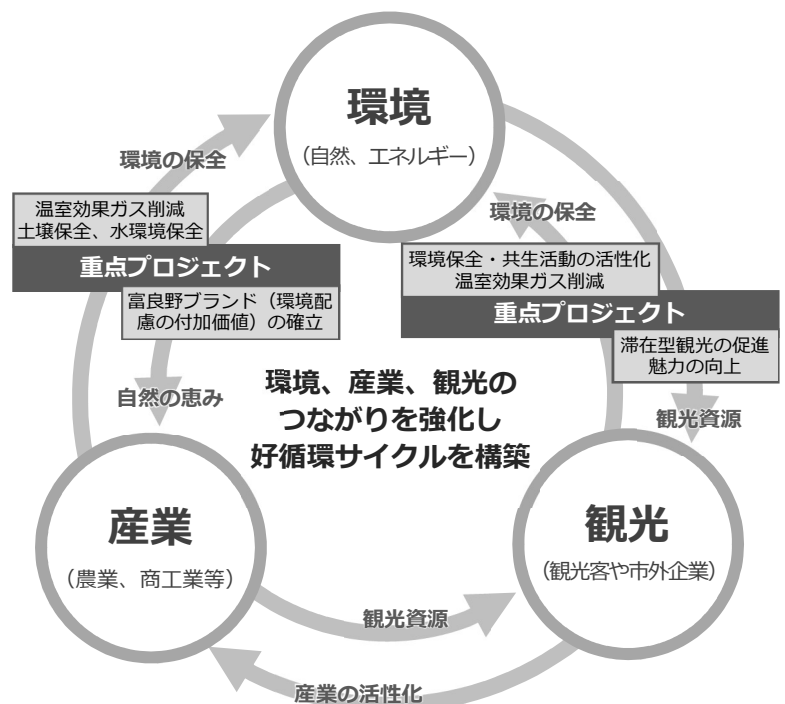 環境
（自然、エネルギー）
環境の保全
温室効果ガス削減
土壌保全、水環境保全
重点プロジェクト
富良野ブランド（環境配
慮の付加価値）の確立
自然の恵み
環境の保全
環境保全・共生活動の活性化
温室効果ガス削減
重点プロジェクト
滞在型観光の促進
魅力の向上
観光資源
環境、産業、観光の
つながりを強化し
好循環サイクルを構築
産業
（農業、商工業等）
観光
（観光客や市外企業）
観光資源
産業の活性化